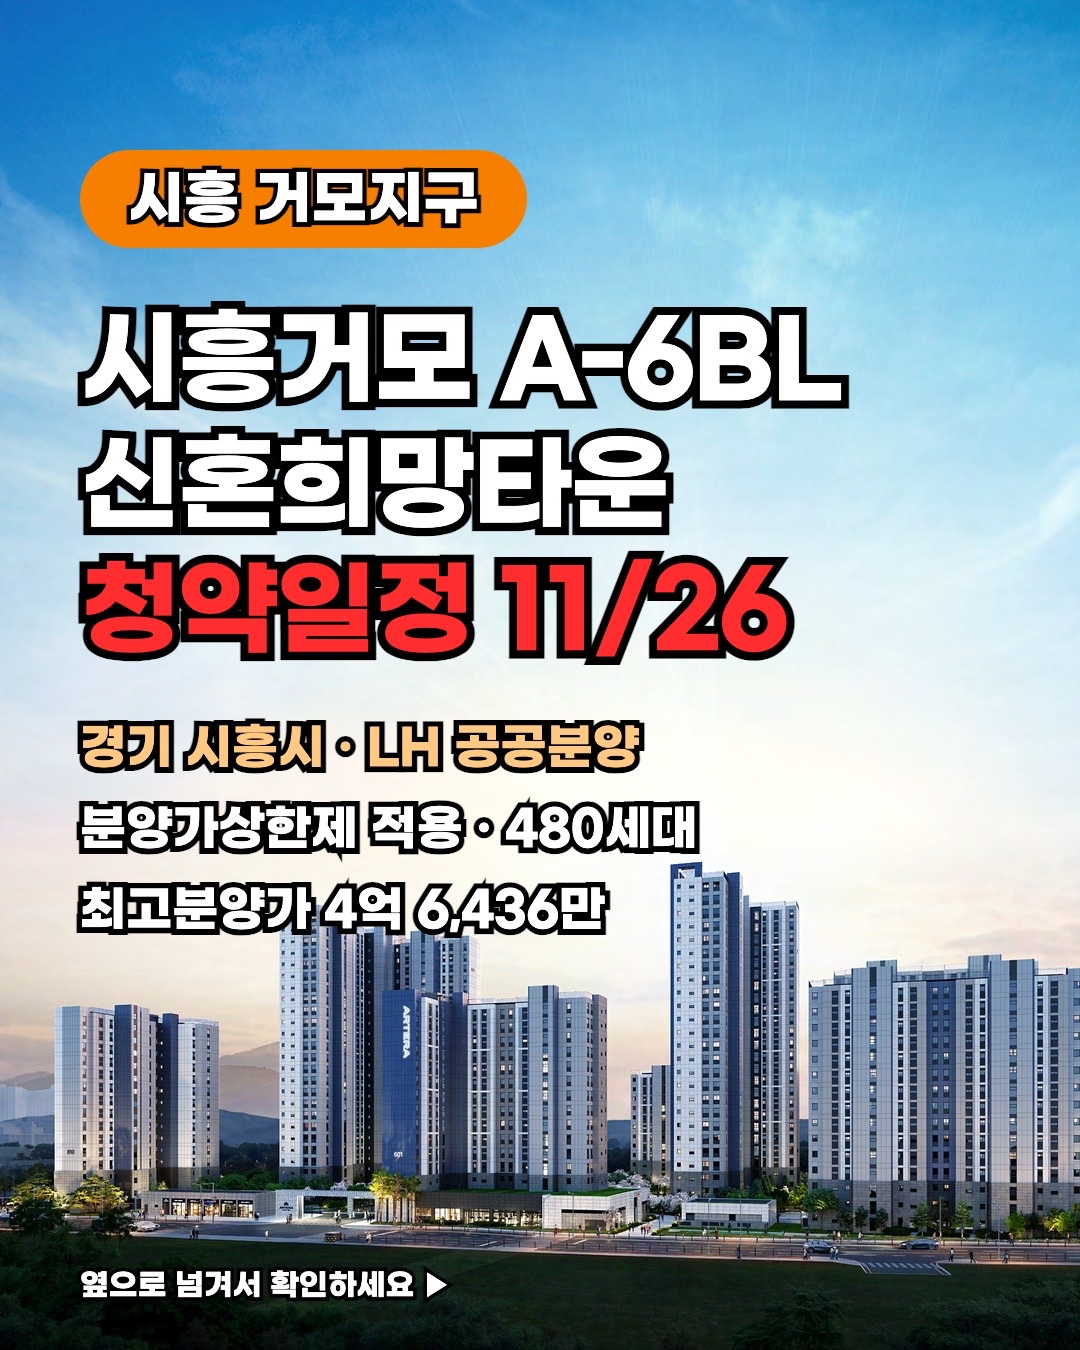 시흥 거모지구
시흥거모 A-6BL
신혼희망타운
청약일정 11/26
경기 시흥시 • LH 공공분양
분양가상한제 적용 • 480세대
최고분양가 4억 6,436만
ARTERA
601
옆으로 넘겨서 확인하세요 ▶